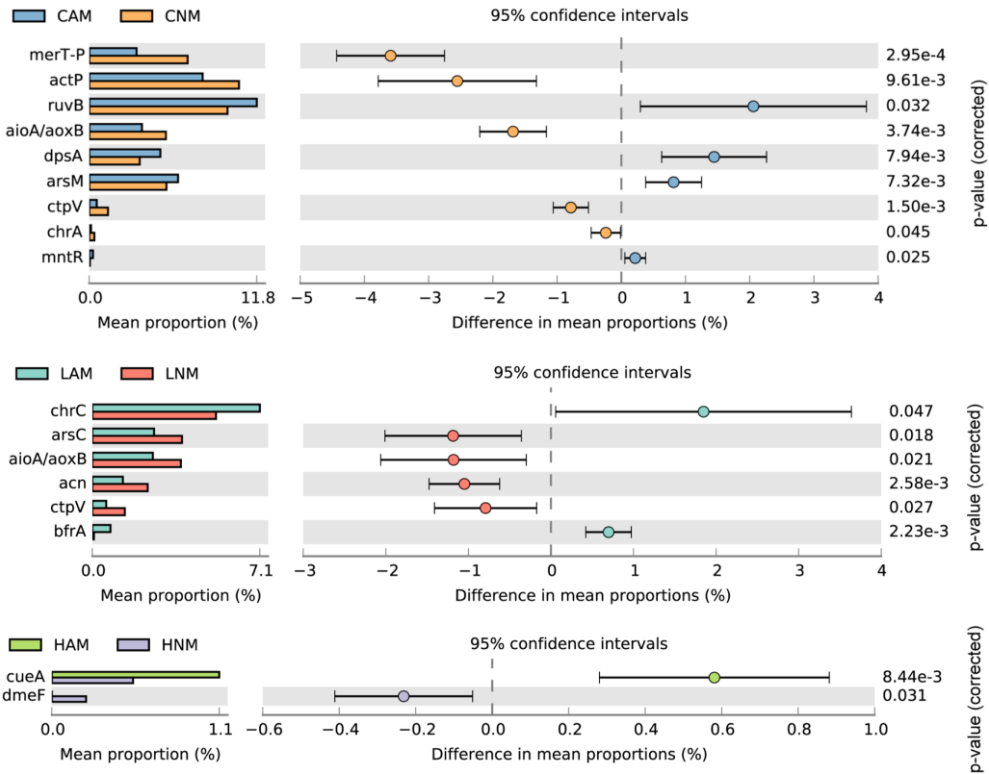 CAM CNM 95% confidence intervals
merT-P 2.95e-4
actP 9.61e-3
ruvB 0.032
aioA/aoxB 3.74e-3
dpsA 7.94e-3
arsM 7.32e-3
ctpV 1.50e-3
chrA 0.045
mntR 0.025
p-value (corrected)
0.0 11.8 −5 −4 −3 −2 −1 0 1 2 3 4
Mean proportion (%) Difference in mean proportions (%)
LAM LNM 95% confidence intervals
chrC 0.047
arsC 0.018
aioA/aoxB 0.021
acn 2.58e-3
ctpV 0.027
bfrA 2.23e-3
p-value (corrected)
0.0 7.1 −3 −2 −1 0 1 2 3 4
Mean proportion (%) Difference in mean proportions (%)
HAM HNM 95% confidence intervals
cueA 8.44e-3
dmeF 0.031
p-value (corrected)
0.0 1.1 −0.6 −0.4 −0.2 0.0 0.2 0.4 0.6 0.8 1.0
Mean proportion (%) Difference in mean proportions (%)